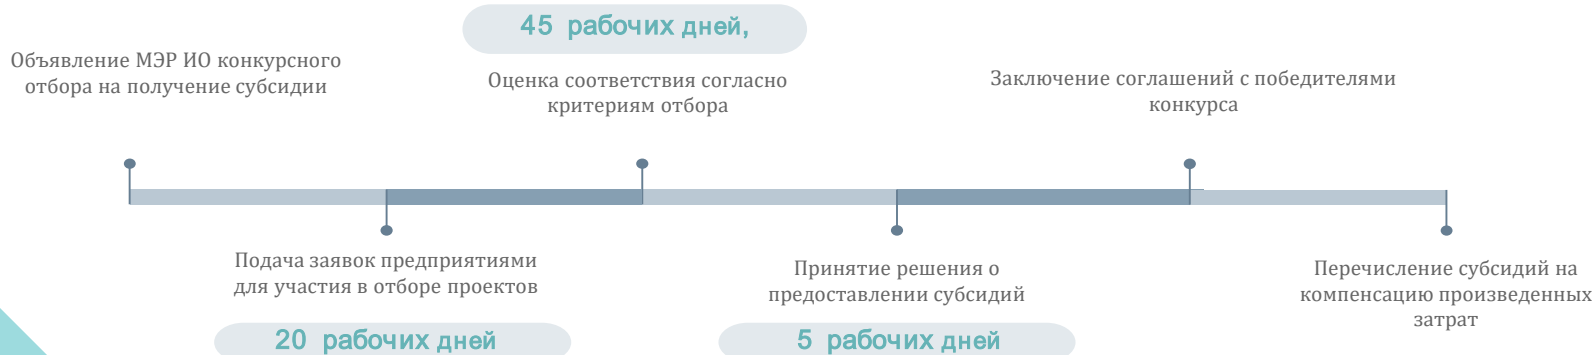 45 рабочих дней,
Объявление МЭР ИО конкурсного
отбора на получение субсидии
Оценка соответствия согласно
критериям отбора
Заключение соглашений с победителями
конкурса
Подача заявок предприятиями
для участия в отборе проектов
20 рабочих дней
Принятие решения о
предоставлении субсидий
5 рабочих дней
Перечисление субсидий на
компенсацию произведенных
затрат